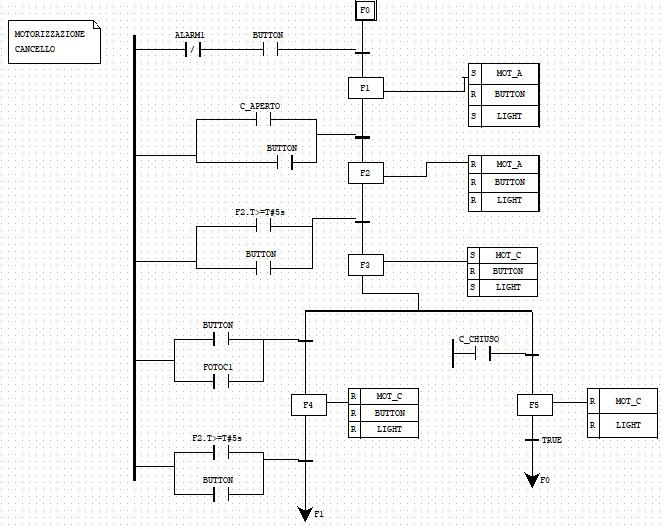 F0
MOTORIZZAZIONE
CANCELLO
ALARM1
BUTTON
/
F1
S MOT_A
R BUTTON
S LIGHT
C_APERTO
BUTTON
F2
R MOT_A
R BUTTON
R LIGHT
F2.T>=T#5s
BUTTON
F3
S MOT_C
R BUTTON
S LIGHT
BUTTON
FOTOC1
C_CHIUSO
F4
R MOT_C
R BUTTON
R LIGHT
F5
R MOT_C
R LIGHT
TRUE
F2.T>=T#5s
BUTTON
F0
F1